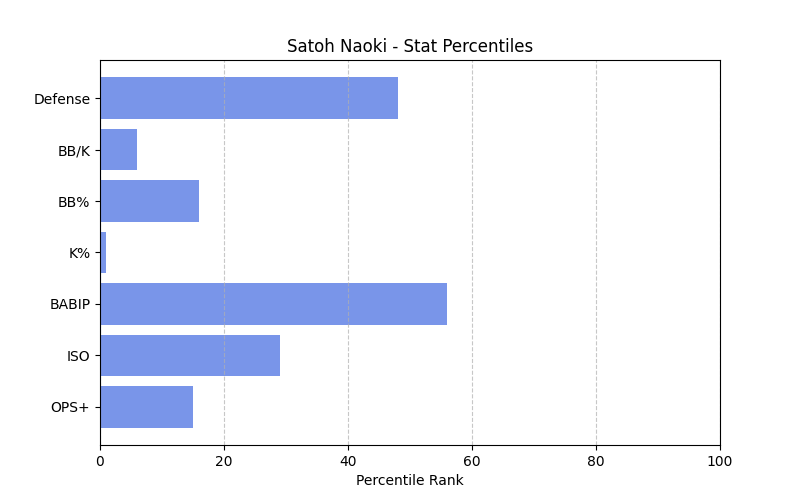 Satoh Naoki - Stat Percentiles
Defense
BB/K
BB%
K%
BABIP
ISO
OPS+
0 20 40 60 80 100
Percentile Rank